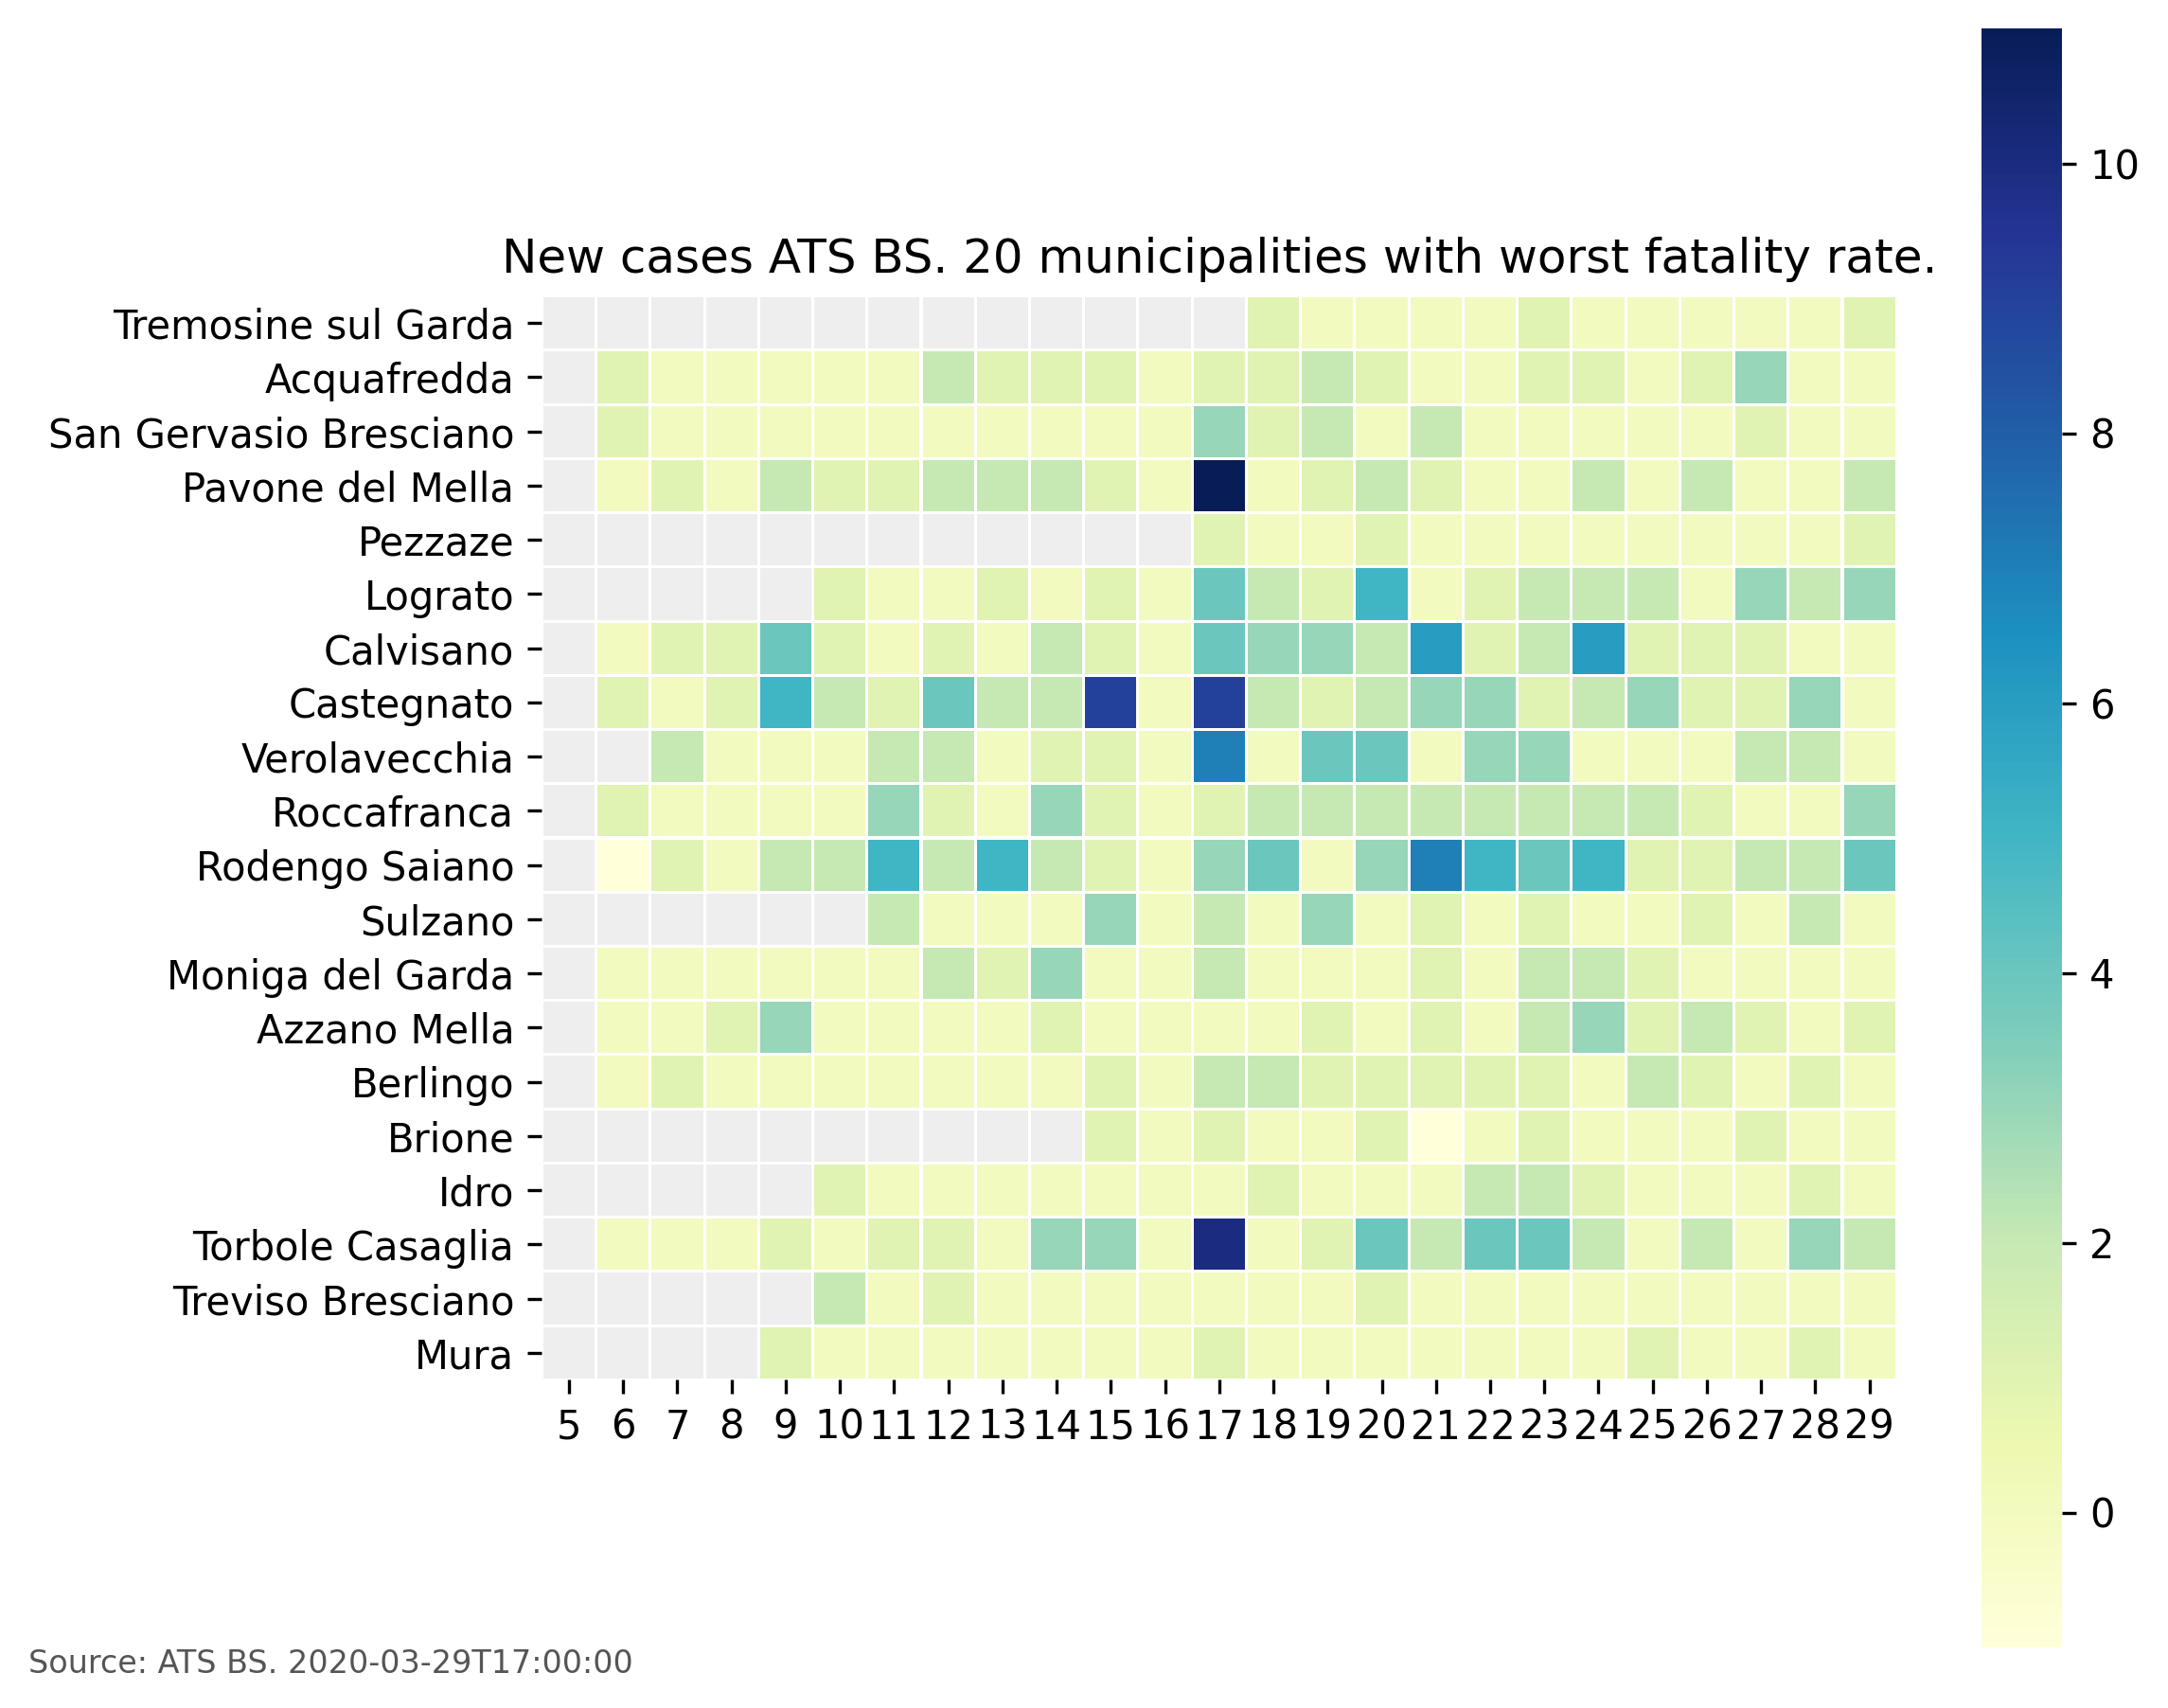 New cases ATS BS. 20 municipalities with worst fatality rate.
Tremosine sul Garda
Acquafredda
San Gervasio Bresciano
Pavone del Mella
Pezzaze
Lograto
Calvisano
Castegnato
Verolavecchia
Roccafranca
Rodengo Saiano
Sulzano
Moniga del Garda
Azzano Mella
Berlingo
Brione
Idro
Torbole Casaglia
Treviso Bresciano
Mura
5 6 7 8 9 10 11 12 13 14 15 16 17 18 19 20 21 22 23 24 25 26 27 28 29
10
8
6
4
2
0
Source: ATS BS. 2020-03-29T17:00:00